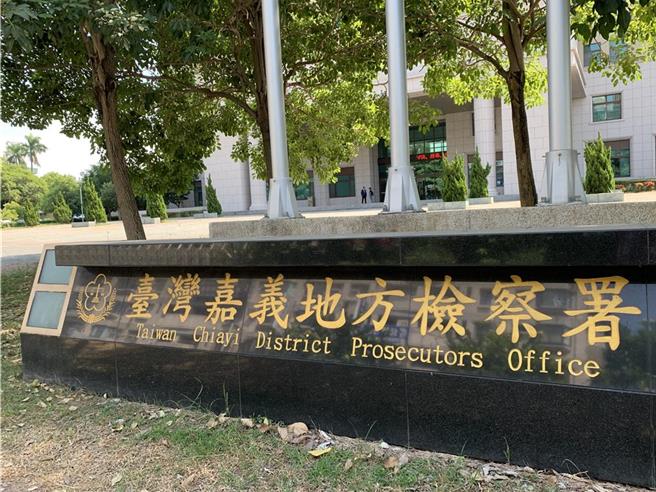 臺灣嘉義地方檢察署
Taiwan Chiayi District Prosecutors Office